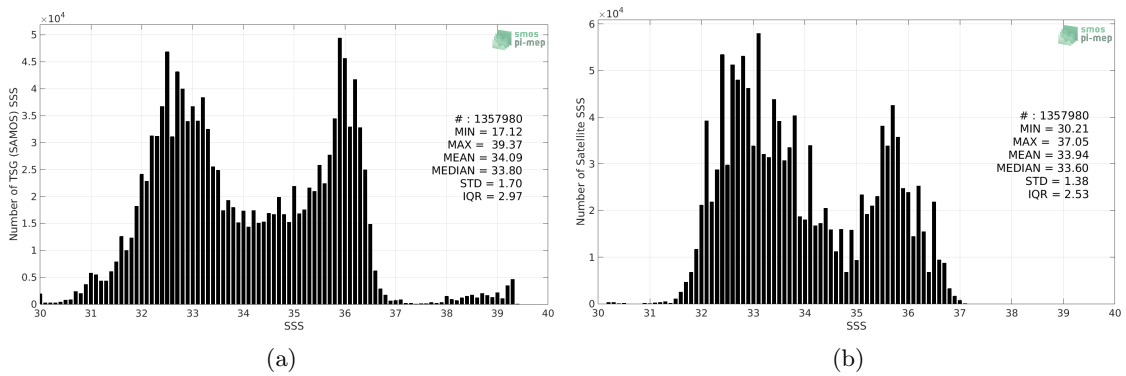 ×10⁴
5
4.5
4
3.5
3
2.5
2
1.5
1
0.5
0
Number of TSG (SAMOS) SSS
smos
pi-mep
# : 1357980
MIN = 17.12
MAX = 39.37
MEAN = 34.09
MEDIAN = 33.80
STD = 1.70
IQR = 2.97
30 31 32 33 34 35 36 37 38 39 40
SSS
(a)
×10⁴
6
5
4
3
2
1
0
Number of Satellite SSS
smos
pi-mep
# : 1357980
MIN = 30.21
MAX = 37.05
MEAN = 33.94
MEDIAN = 33.60
STD = 1.38
IQR = 2.53
30 31 32 33 34 35 36 37 38 39 40
SSS
(b)